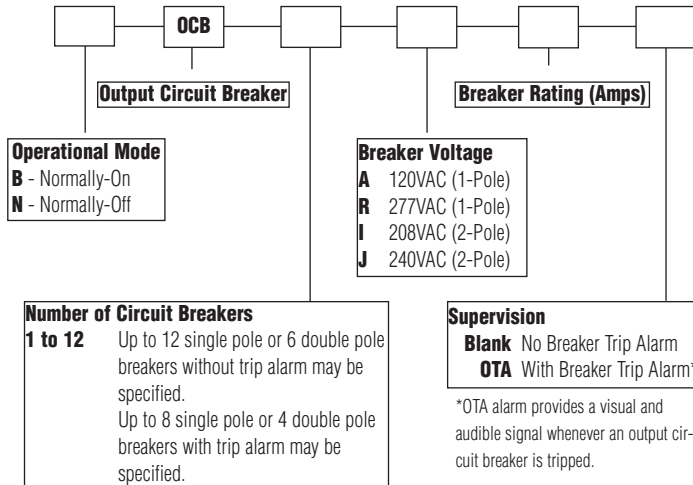 OCB
Output Circuit Breaker
Breaker Rating (Amps)
Operational Mode
B - Normally-On
N - Normally-Off
Breaker Voltage
A 120VAC (1-Pole)
R 277VAC (1-Pole)
I 208VAC (2-Pole)
J 240VAC (2-Pole)
Number of Circuit Breakers
1 to 12 Up to 12 single pole or 6 double pole
breakers without trip alarm may be
specified.
Up to 8 single pole or 4 double pole
breakers with trip alarm may be
specified.
Supervision
Blank No Breaker Trip Alarm
OTA With Breaker Trip Alarm*
*OTA alarm provides a visual and
audible signal whenever an output cir-
cuit breaker is tripped.